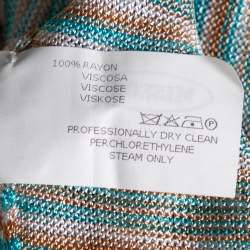 100% RAYON
VISCOSA
VISCOSE
VISKOSE
P
PROFESSIONALLY DRY CLEAN
PERCHLORETHYLENE
STEAM ONLY